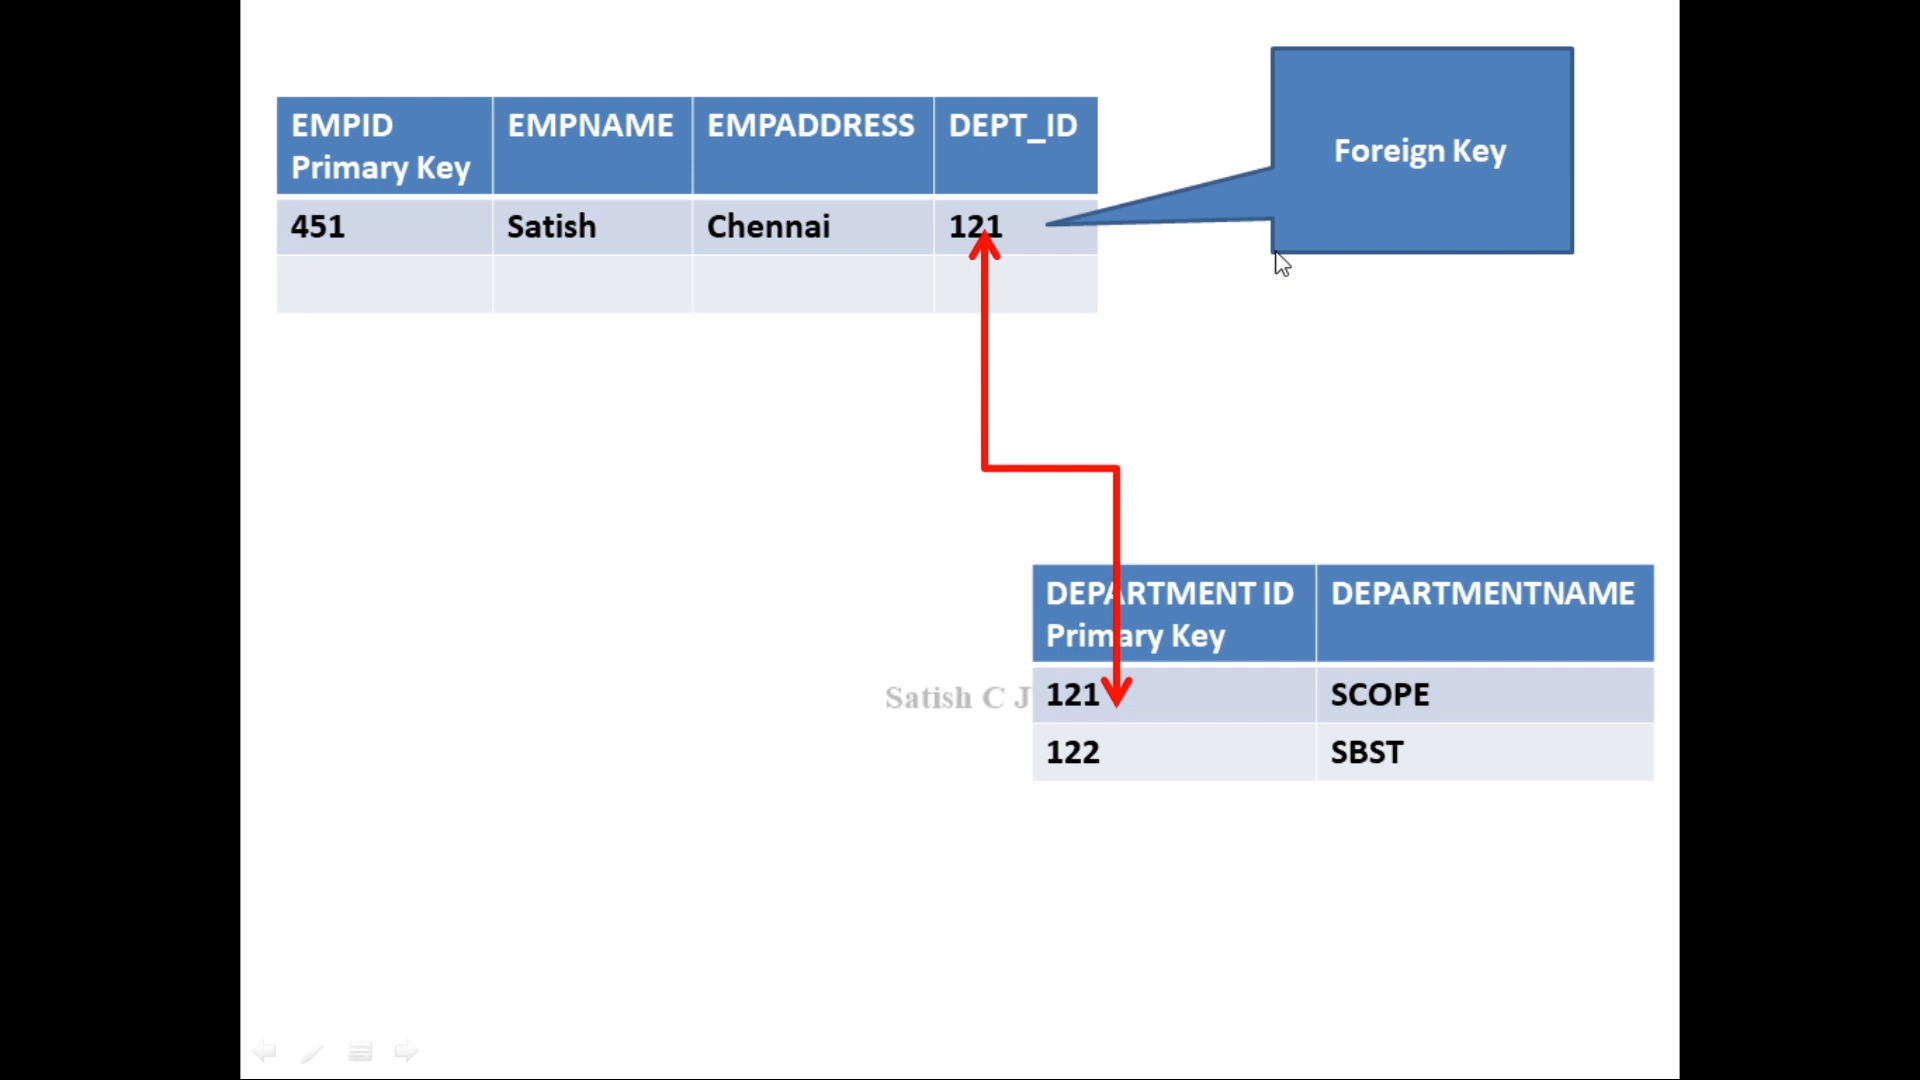 EMPID EMPNAME EMPADDRESS DEPT_ID
Primary Key
451 Satish Chennai 121
Foreign Key
DEPARTMENT ID DEPARTMENTNAME
Primary Key
121 SCOPE
122 SBST
Satish C J